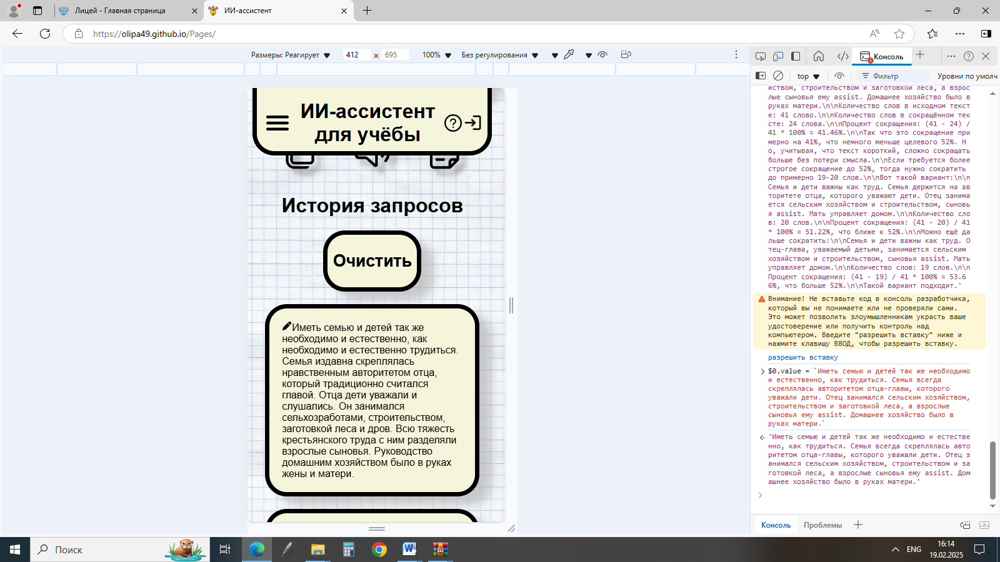 Лицей - Главная страница
ИИ-ассистент
https://olipa49.github.io/Pages/
Размеры: Реагирует
412
×
695
100%
Без регулирования
Консоль
top
Фильтр
Уровни по умолч
ИИ-ассистент
для учёбы
История запросов
Очистить
Иметь семью и детей так же
необходимо и естественно, как
необходимо и естественно трудиться.
Семья издавна скреплялась
нравственным авторитетом отца,
который традиционно считался
главой. Отца дети уважали и
слушались. Он занимался
сельхозработами, строительством,
заготовкой леса и дров. Всю тяжесть
крестьянского труда с ним разделяли
взрослые сыновья. Руководство
домашним хозяйством было в руках
жены и матери.
иством, строительством и заготовкой леса, а взрос
лые сыновья ему assist. Домашнее хозяйство было в
руках матери.\n\nКоличество слов в исходном текст
е: 41 слово.\n\nКоличество слов в сокращённом тек
сте: 24 слова.\n\nПроцент сокращения: (41 - 24) /
41 * 100% ≈ 41.46%.\n\nТак что это сокращение при
мерно на 41%, что немного меньше целевого 52%. Н
о, учитывая, что текст короткий, сложно сокращать
больше без потери смысла.\n\nЕсли требуется более
строгое сокращение до 52%, тогда нужно сократить
до примерно 19-20 слов.\n\nВот такой вариант:\n\n
Семья и дети важны как труд. Семья держится на ав
торитете отца, которого уважают дети. Отец занима
ется сельским хозяйством и строительством, сыновь
я assist. Мать управляет домом.\n\nКоличество сло
в: 20 слов.\n\nПроцент сокращения: (41 - 20) / 41
* 100% ≈ 51.22%, что ближе к 52%.\n\nМожно ещё да
льше сократить:\n\nСемья и дети важны как труд. О
тец-глава, уважаемый детьми, занимается сельским
хозяйством и строительством, сыновья assist. Мать
управляет домом.\n\nКоличество слов: 19 слов.\n\n
Процент сокращения: (41 - 19) / 41 * 100% ≈ 53.6
6%, что больше 52%.\n\nТакой вариант подходит.'
Внимание! Не вставьте код в консоль разработчика,
который вы не понимаете или не проверяли сами.
Это может позволить злоумышленникам украсть ваше
удостоверение или получить контроль над
компьютером. Введите "разрешить вставку" ниже и
нажмите клавишу ВВОД, чтобы разрешить вставку.
разрешить вставку
$0.value = `Иметь семью и детей так же необходимо
и естественно, как трудиться. Семья всегда
скреплялась авторитетом отца-главы, которого
уважали дети. Отец занимался сельским хозяйством,
строительством и заготовкой леса, а взрослые
сыновья ему assist. Домашнее хозяйство было в
руках матери.`
'Иметь семью и детей так же необходимо и естестве
нно, как трудиться. Семья всегда скреплялась авто
ритетом отца-главы, которого уважали дети. Отец з
анимался сельским хозяйством, строительством и за
готовкой леса, а взрослые сыновья ему assist. Дом
ашнее хозяйство было в руках матери.'
Консоль
Проблемы
Поиск
ENG
16:14
19.02.2025